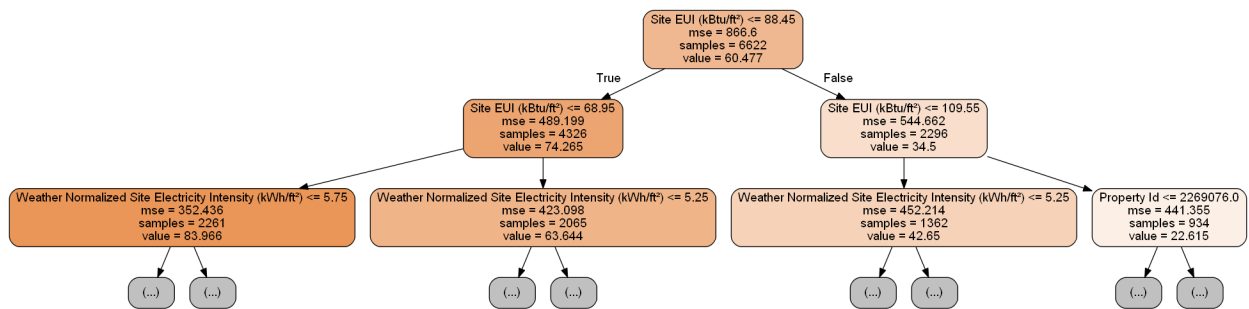 Site EUI (kBtu/ft²) <= 88.45
mse = 866.6
samples = 6622
value = 60.477
True
False
Site EUI (kBtu/ft²) <= 68.95
mse = 489.199
samples = 4326
value = 74.265
Site EUI (kBtu/ft²) <= 109.55
mse = 544.662
samples = 2296
value = 34.5
Weather Normalized Site Electricity Intensity (kWh/ft²) <= 5.75
mse = 352.436
samples = 2261
value = 83.966
Weather Normalized Site Electricity Intensity (kWh/ft²) <= 5.25
mse = 423.098
samples = 2065
value = 63.644
Weather Normalized Site Electricity Intensity (kWh/ft²) <= 5.25
mse = 452.214
samples = 1362
value = 42.65
Property Id <= 2269076.0
mse = 441.355
samples = 934
value = 22.615
(...)
(...)
(...)
(...)
(...)
(...)
(...)
(...)